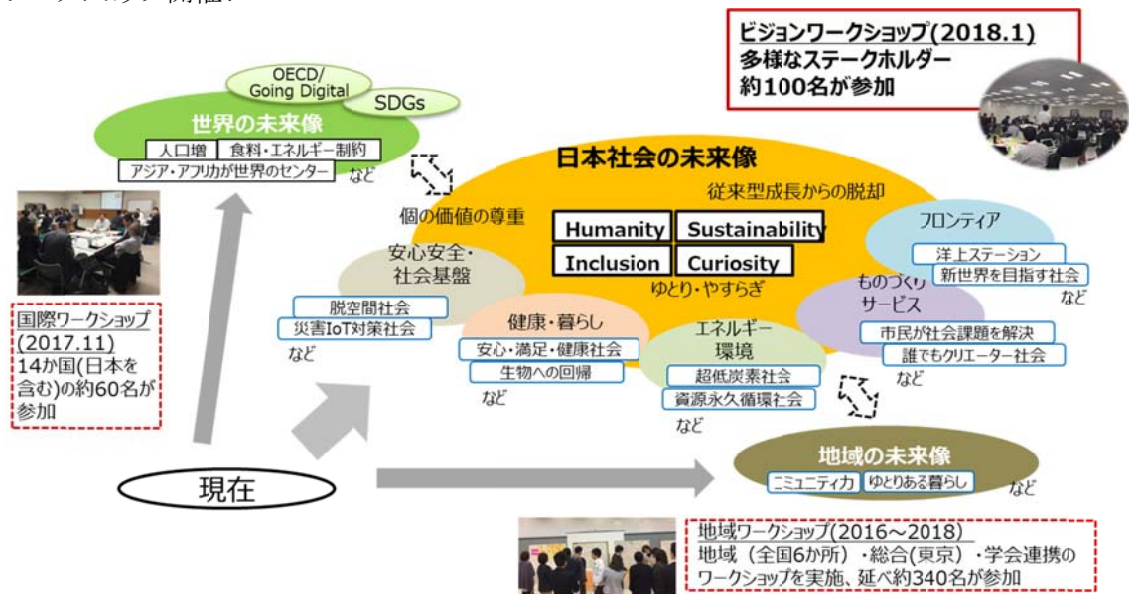 ビジョンワークショップ(2018.1)
多様なステークホルダー
約100名が参加
OECD/
Going Digital
SDGs
世界の未来像
人口増
食料・エネルギー制約
アジア・アフリカが世界のセンター
など
日本社会の未来像
従来型成長からの脱却
個の価値の尊重
Humanity
Sustainability
Inclusion
Curiosity
ゆとり・やすらぎ
フロンティア
洋上ステーション
新世界を目指す社会
など
安心安全・
社会基盤
脱空間社会
災害IoT対策社会
など
健康・暮らし
安心・満足・健康社会
生物への回帰
など
エネルギー
環境
超低炭素社会
資源永久循環社会
など
ものづくり
サービス
市民が社会課題を解決
誰でもクリエーター社会
など
国際ワークショップ
(2017.11)
14か国(日本を
含む)の約60名が
参加
現在
地域の未来像
コミュニティ力
ゆとりある暮らし
など
地域ワークショップ(2016～2018)
地域（全国6か所）・総合(東京）・学会連携の
ワークショップを実施、延べ約340名が参加